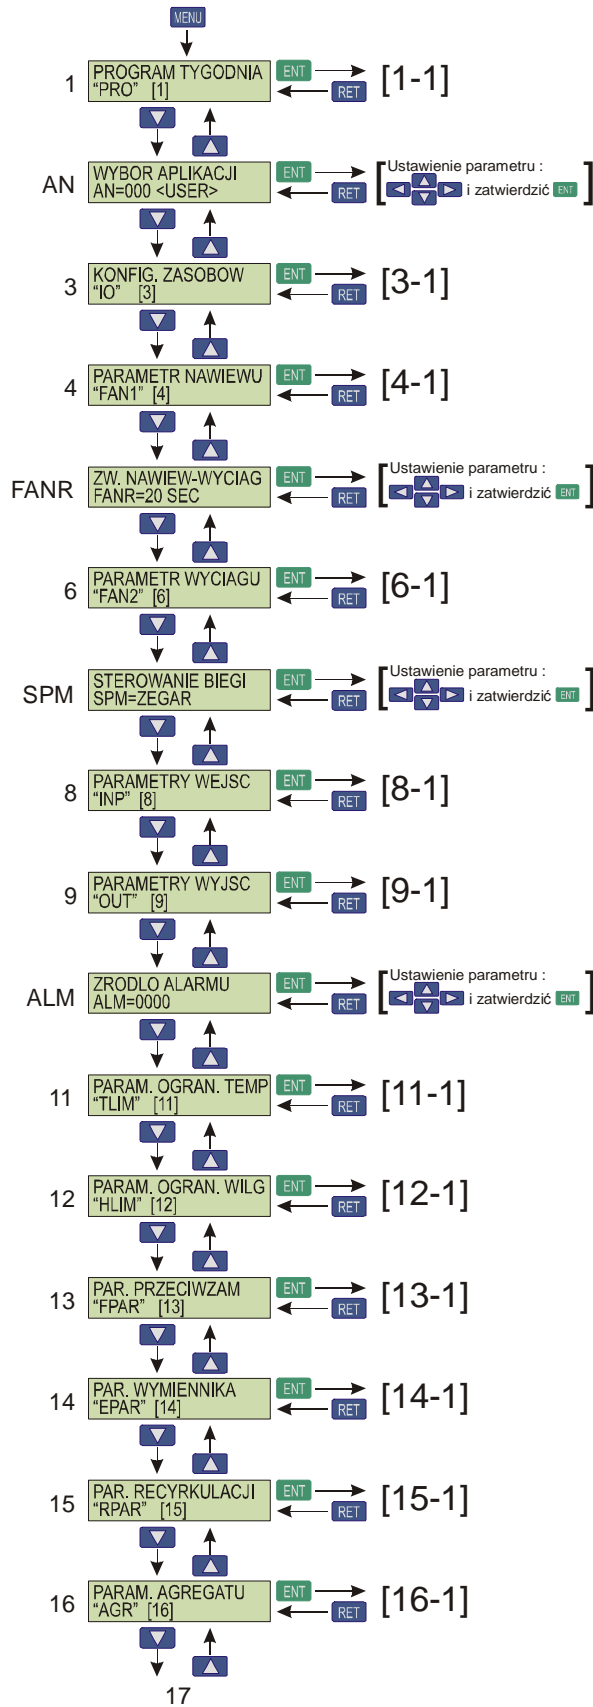 MENU
1 PROGRAM TYGODNIA ENT [1-1]
"PRO" [1] RET
AN WYBOR APLIKACJI ENT [Ustawienie parametru :
AN=000 <USER> RET i zatwierdzić ENT ]
3 KONFIG. ZASOBOW ENT [3-1]
"IO" [3] RET
4 PARAMETR NAWIEWU ENT [4-1]
"FAN1" [4] RET
FANR ZW. NAWIEW-WYCIAG ENT [Ustawienie parametru :
FANR=20 SEC RET i zatwierdzić ENT ]
6 PARAMETR WYCIAGU ENT [6-1]
"FAN2" [6] RET
SPM STEROWANIE BIEGI ENT [Ustawienie parametru :
SPM=ZEGAR RET i zatwierdzić ENT ]
8 PARAMETRY WEJSC ENT [8-1]
"INP" [8] RET
9 PARAMETRY WYJSC ENT [9-1]
"OUT" [9] RET
ALM ZRODLO ALARMU ENT [Ustawienie parametru :
ALM=0000 RET i zatwierdzić ENT ]
11 PARAM. OGRAN. TEMP ENT [11-1]
"TLIM" [11] RET
12 PARAM. OGRAN. WILG ENT [12-1]
"HLIM" [12] RET
13 PAR. PRZECIWZAM ENT [13-1]
"FPAR" [13] RET
14 PAR. WYMIENNIKA ENT [14-1]
"EPAR" [14] RET
15 PAR. RECYRKULACJI ENT [15-1]
"RPAR" [15] RET
16 PARAM. AGREGATU ENT [16-1]
"AGR" [16] RET
17